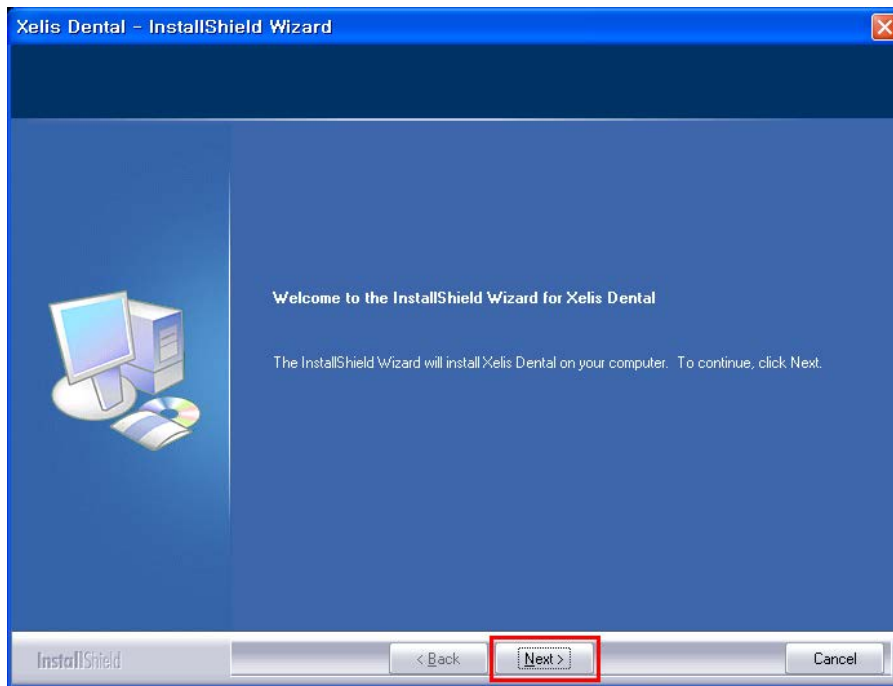 Xelis Dental - InstallShield Wizard
Welcome to the InstallShield Wizard for Xelis Dental
The InstallShield Wizard will install Xelis Dental on your computer. To continue, click Next.
InstallShield
< Back
Next >
Cancel